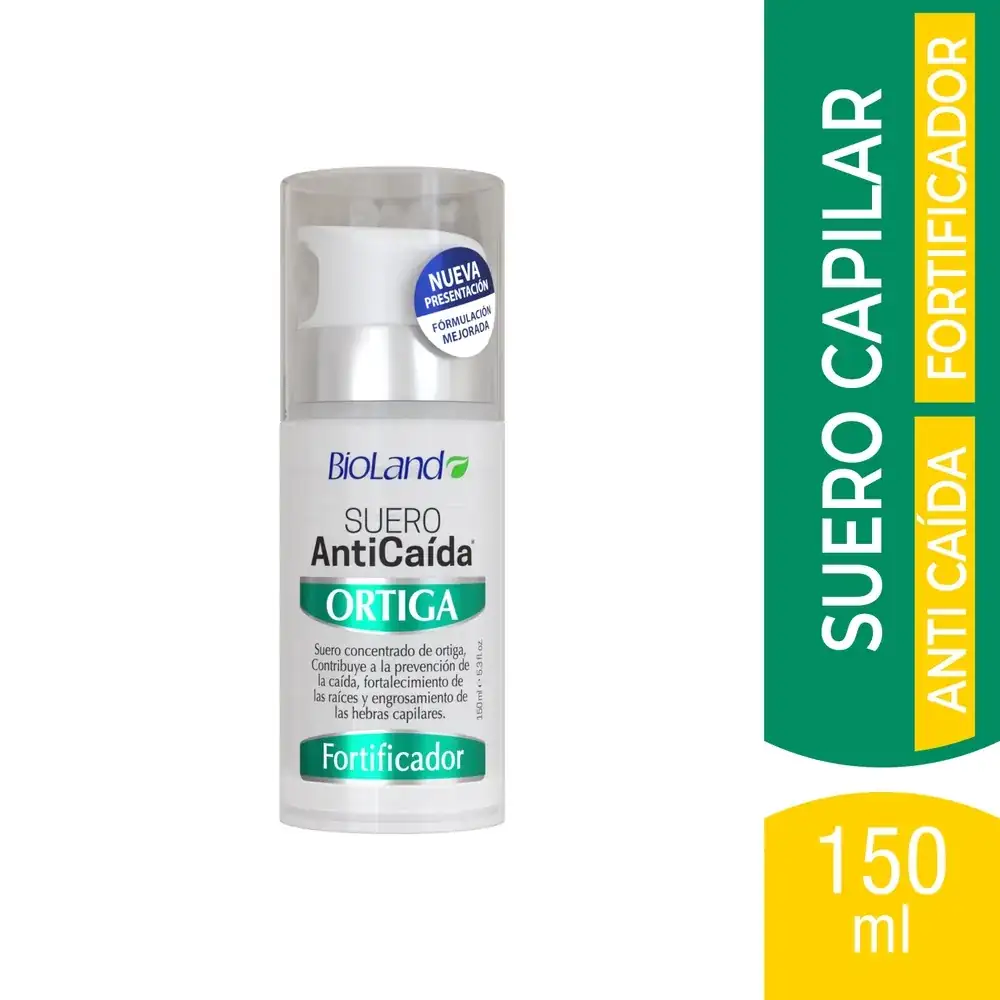 NUEVA
PRESENTACIÓN
FÓRMULACIÓN
MEJORADA
BIOLAND
SUERO
AntiCaída
ORTIGA
Suero concentrado de ortiga,
Contribuye a la prevención de
la caída, fortalecimiento de
las raíces y engrosamiento de
las hebras capilares.
150 ml • 5.3 fl.oz.
Fortificador
SUERO CAPILAR
ANTI CAÍDA
FORTIFICADOR
150
ml